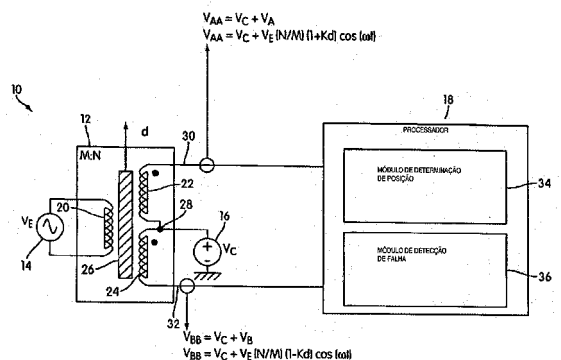 V_AA = V_C + V_A
V_AA = V_C + V_E (N/M) (1+Kd) cos (ωt)
10
12
M:N
d
30
18
PROCESSADOR
MÓDULO DE DETERMINAÇÃO
DE POSIÇÃO
34
20
22
28
16
V_E
V_C
14
26
24
32
MÓDULO DE DETECÇÃO
DE FALHA
36
V_BB = V_C + V_B
V_BB = V_C + V_E (N/M) (1-Kd) cos (ωt)